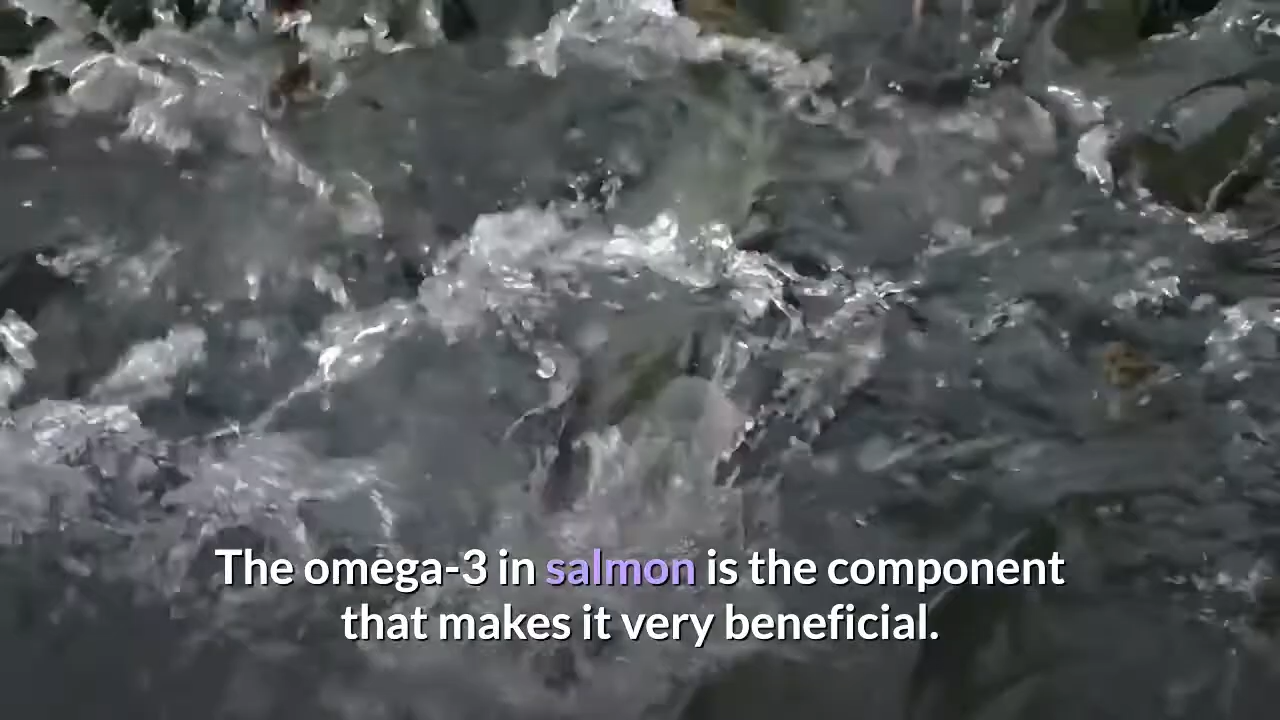 The omega-3 in salmon is the component
that makes it very beneficial.